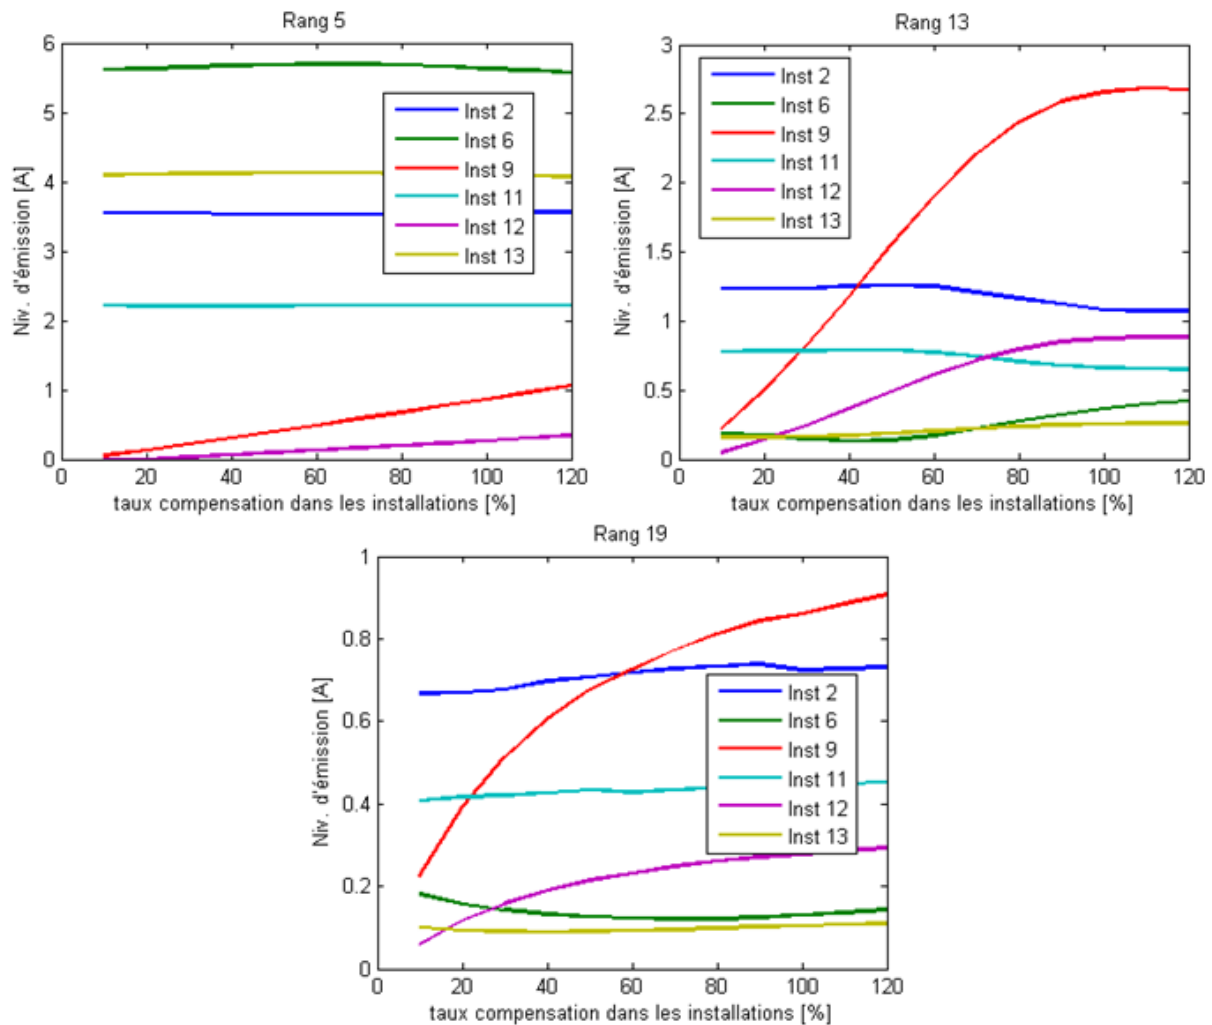 Rang 5
6
5
4
3
2
1
0
Niv. d'émission [A]
Inst 2
Inst 6
Inst 9
Inst 11
Inst 12
Inst 13
0 20 40 60 80 100 120
taux compensation dans les installations [%]
Rang 13
3
2.5
2
1.5
1
0.5
0
Niv. d'émission [A]
Inst 2
Inst 6
Inst 9
Inst 11
Inst 12
Inst 13
0 20 40 60 80 100 120
taux compensation dans les installations [%]
Rang 19
1
0.8
0.6
0.4
0.2
0
Niv. d'émission [A]
Inst 2
Inst 6
Inst 9
Inst 11
Inst 12
Inst 13
0 20 40 60 80 100 120
taux compensation dans les installations [%]